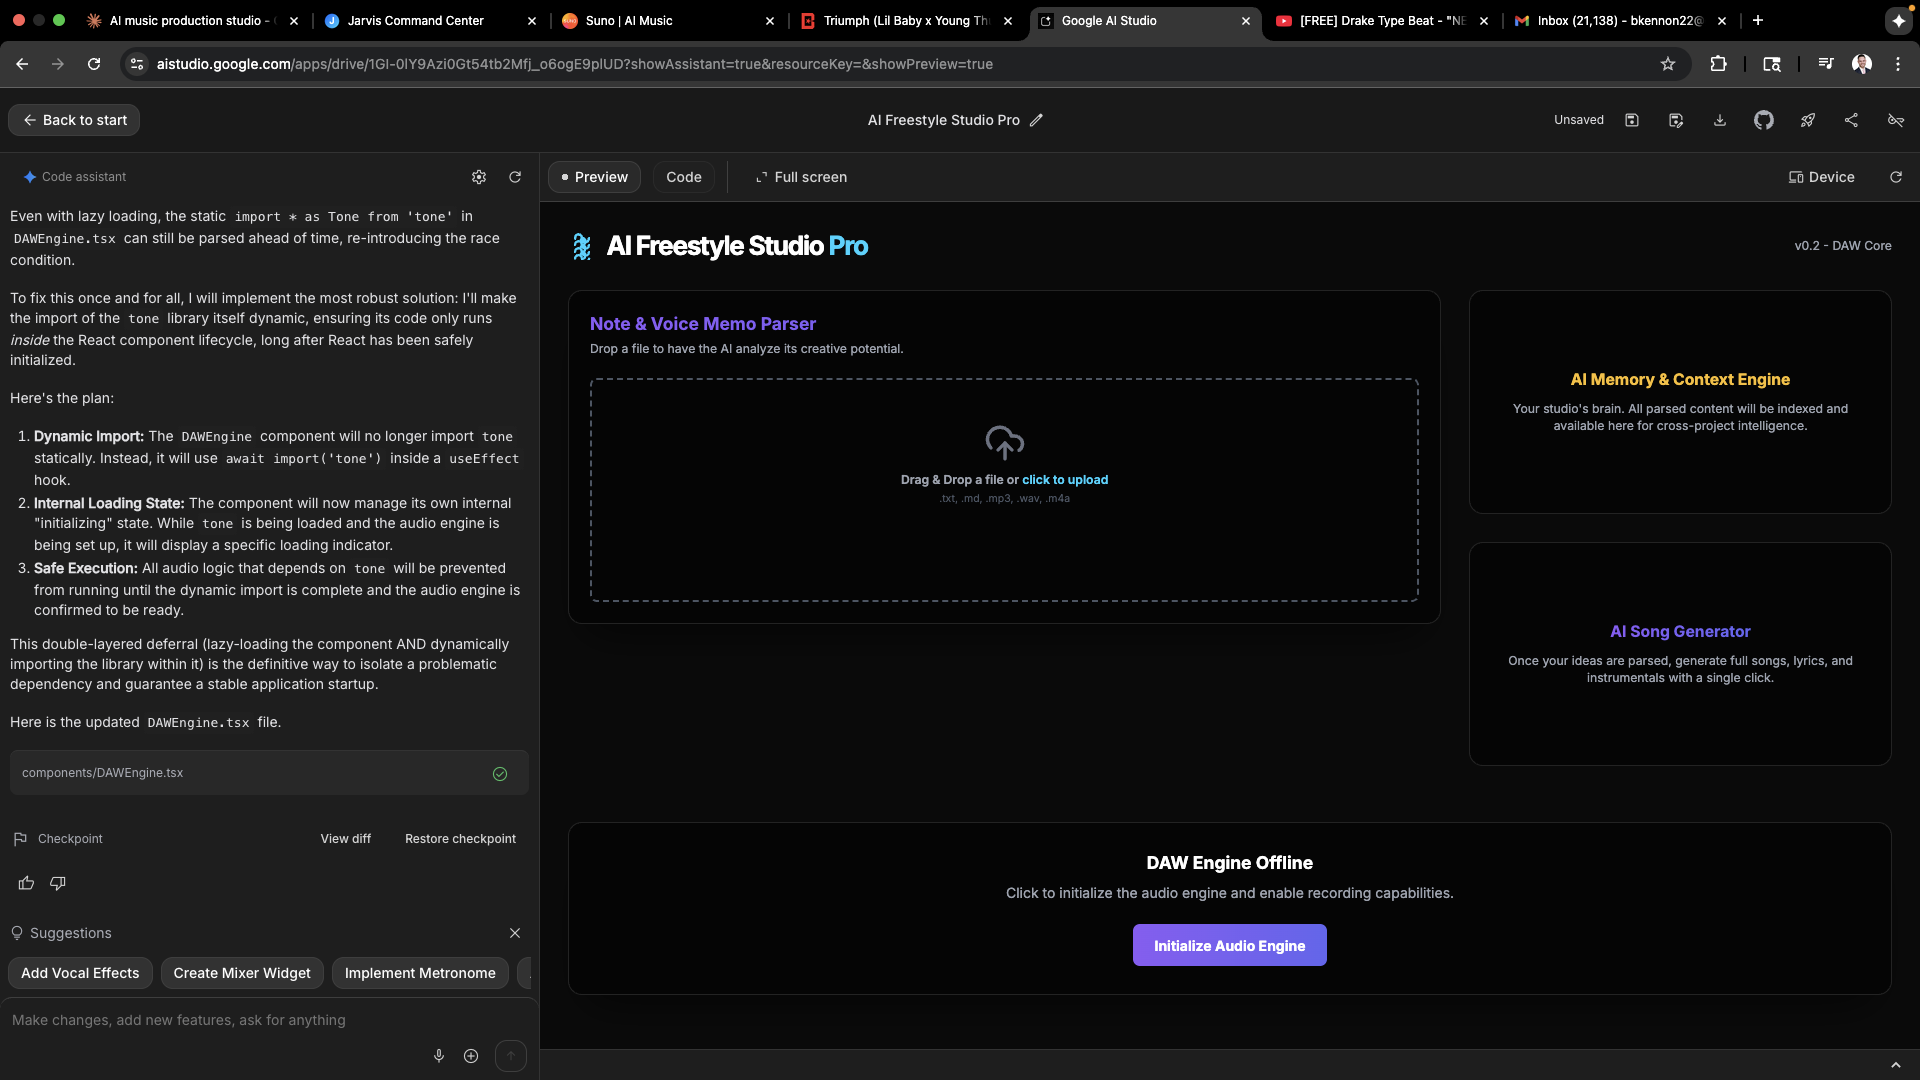 AI music production studio -
Jarvis Command Center
Suno | AI Music
Triumph (Lil Baby x Young Th
Google AI Studio
[FREE] Drake Type Beat - "NE
Inbox (21,138) - bkennon22@
aistudio.google.com/apps/drive/1GI-0lY9Azi0Gt54tb2Mfj_o6ogE9plUD?showAssistant=true&resourceKey=&showPreview=true
Back to start
AI Freestyle Studio Pro
Unsaved
Code assistant
Preview
Code
Full screen
Device
Even with lazy loading, the static import * as Tone from 'tone' in
DAWEngine.tsx can still be parsed ahead of time, re-introducing the race
condition.
To fix this once and for all, I will implement the most robust solution: I'll make
the import of the tone library itself dynamic, ensuring its code only runs
inside the React component lifecycle, long after React has been safely
initialized.
Here's the plan:
1. Dynamic Import: The DAWEngine component will no longer import tone
statically. Instead, it will use await import('tone') inside a useEffect
hook.
2. Internal Loading State: The component will now manage its own internal
"initializing" state. While tone is being loaded and the audio engine is
being set up, it will display a specific loading indicator.
3. Safe Execution: All audio logic that depends on tone will be prevented
from running until the dynamic import is complete and the audio engine is
confirmed to be ready.
This double-layered deferral (lazy-loading the component AND dynamically
importing the library within it) is the definitive way to isolate a problematic
dependency and guarantee a stable application startup.
Here is the updated DAWEngine.tsx file.
components/DAWEngine.tsx
Checkpoint
View diff
Restore checkpoint
Suggestions
Add Vocal Effects
Create Mixer Widget
Implement Metronome
Make changes, add new features, ask for anything
AI Freestyle Studio Pro
v0.2 - DAW Core
Note & Voice Memo Parser
Drop a file to have the AI analyze its creative potential.
Drag & Drop a file or click to upload
.txt, .md, .mp3, .wav, .m4a
AI Memory & Context Engine
Your studio's brain. All parsed content will be indexed and
available here for cross-project intelligence.
AI Song Generator
Once your ideas are parsed, generate full songs, lyrics, and
instrumentals with a single click.
DAW Engine Offline
Click to initialize the audio engine and enable recording capabilities.
Initialize Audio Engine